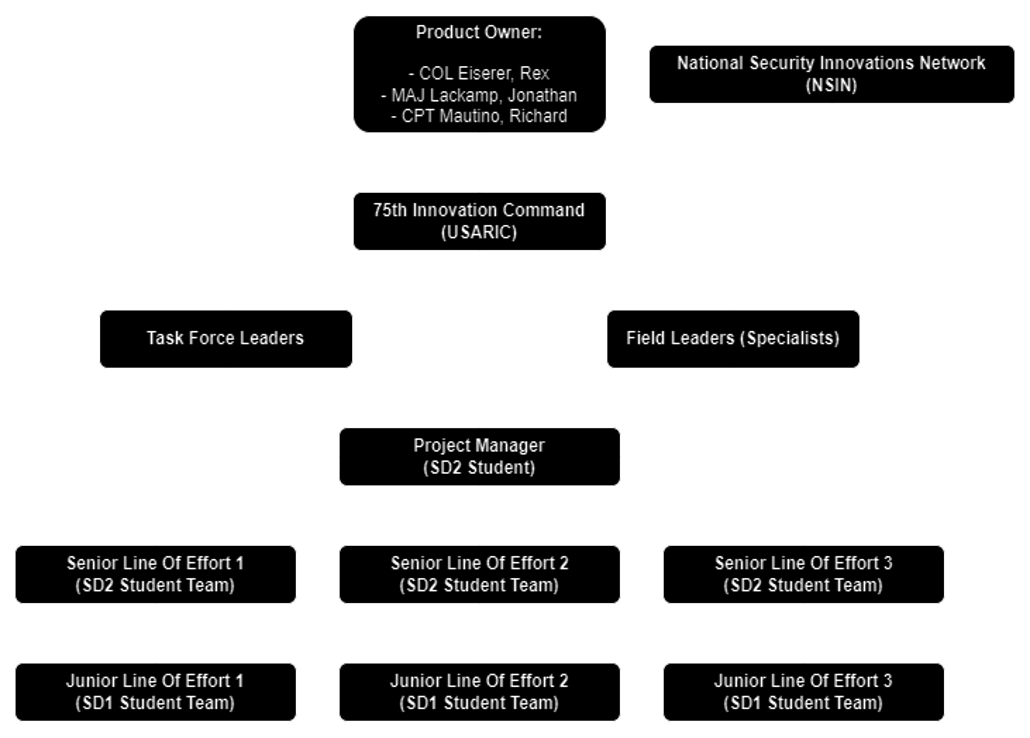 Product Owner:
- COL Eiserer, Rex
- MAJ Lackamp, Jonathan
- CPT Mautino, Richard
National Security Innovations Network
(NSIN)
75th Innovation Command
(USARIC)
Task Force Leaders
Field Leaders (Specialists)
Project Manager
(SD2 Student)
Senior Line Of Effort 1
(SD2 Student Team)
Senior Line Of Effort 2
(SD2 Student Team)
Senior Line Of Effort 3
(SD2 Student Team)
Junior Line Of Effort 1
(SD1 Student Team)
Junior Line Of Effort 2
(SD1 Student Team)
Junior Line Of Effort 3
(SD1 Student Team)